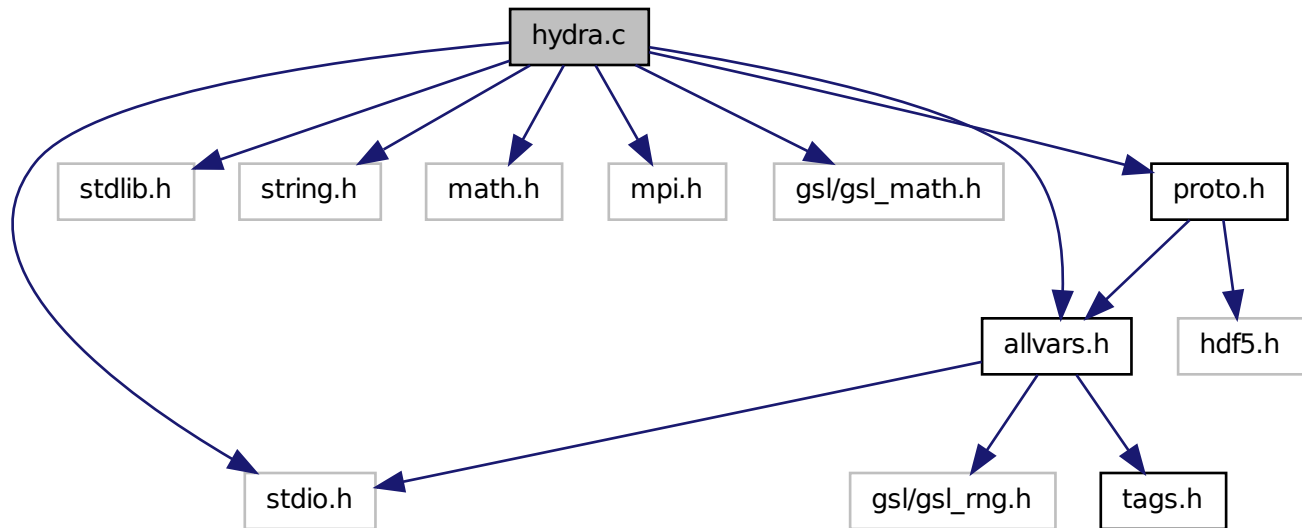 hydra.c
stdlib.h
string.h
math.h
mpi.h
gsl/gsl_math.h
proto.h
allvars.h
hdf5.h
stdio.h
gsl/gsl_rng.h
tags.h